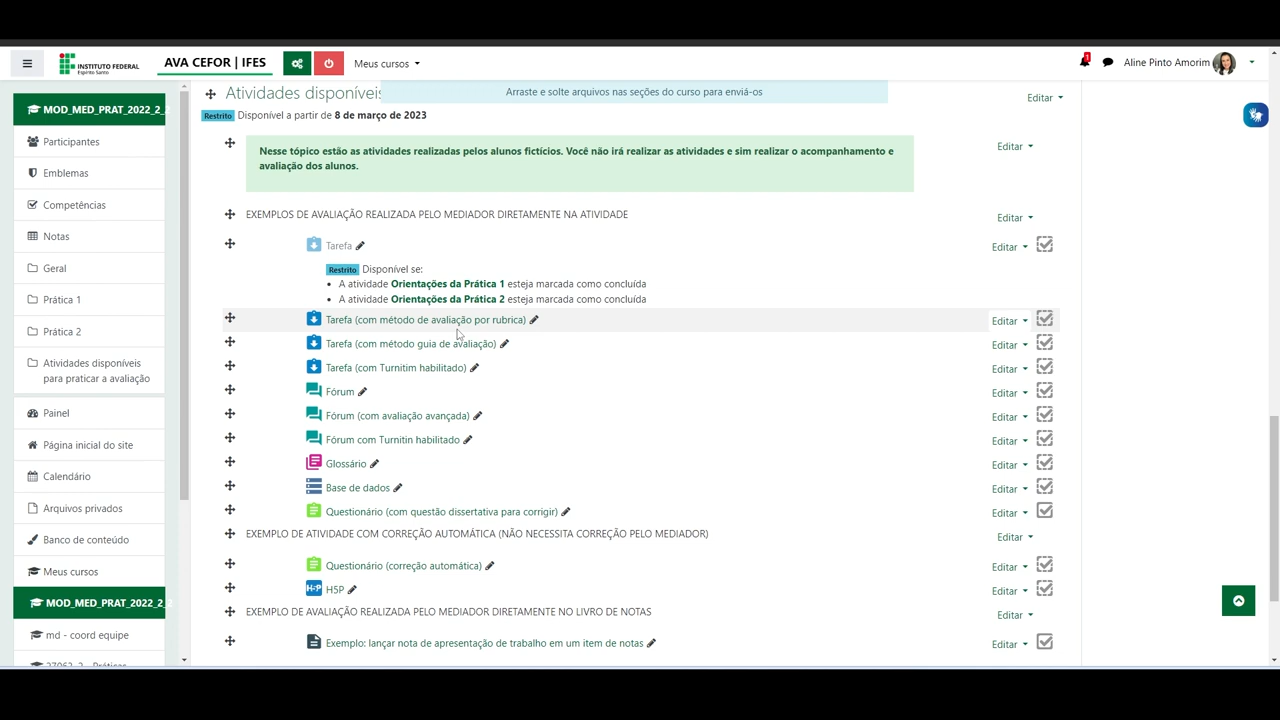 INSTITUTO FEDERAL
Espírito Santo
AVA CEFOR | IFES
Meus cursos
1
Aline Pinto Amorim
MOD_MED_PRAT_2022_2_2
Participantes
Emblemas
Competências
Notas
Geral
Prática 1
Prática 2
Atividades disponíveis
para praticar a avaliação
Painel
Página inicial do site
Calendário
Arquivos privados
Banco de conteúdo
Meus cursos
MOD_MED_PRAT_2022_2_2
md - coord equipe
Atividades disponíveis
Arraste e solte arquivos nas seções do curso para enviá-os
Editar
Restrito Disponível a partir de 8 de março de 2023
Nesse tópico estão as atividades realizadas pelos alunos fictícios. Você não irá realizar as atividades e sim realizar o acompanhamento e
avaliação dos alunos.
Editar
EXEMPLOS DE AVALIAÇÃO REALIZADA PELO MEDIADOR DIRETAMENTE NA ATIVIDADE
Editar
Tarefa
Editar
Restrito Disponível se:
• A atividade Orientações da Prática 1 esteja marcada como concluída
• A atividade Orientações da Prática 2 esteja marcada como concluída
Tarefa (com método de avaliação por rubrica)
Editar
Tarefa (com método guia de avaliação)
Editar
Tarefa (com Turnitim habilitado)
Editar
Fórum
Editar
Fórum (com avaliação avançada)
Editar
Fórum com Turnitin habilitado
Editar
Glossário
Editar
Base de dados
Editar
Questionário (com questão dissertativa para corrigir)
Editar
EXEMPLO DE ATIVIDADE COM CORREÇÃO AUTOMÁTICA (NÃO NECESSITA CORREÇÃO PELO MEDIADOR)
Editar
Questionário (correção automática)
Editar
H-P H5P
Editar
EXEMPLO DE AVALIAÇÃO REALIZADA PELO MEDIADOR DIRETAMENTE NO LIVRO DE NOTAS
Editar
Exemplo: lançar nota de apresentação de trabalho em um item de notas
Editar